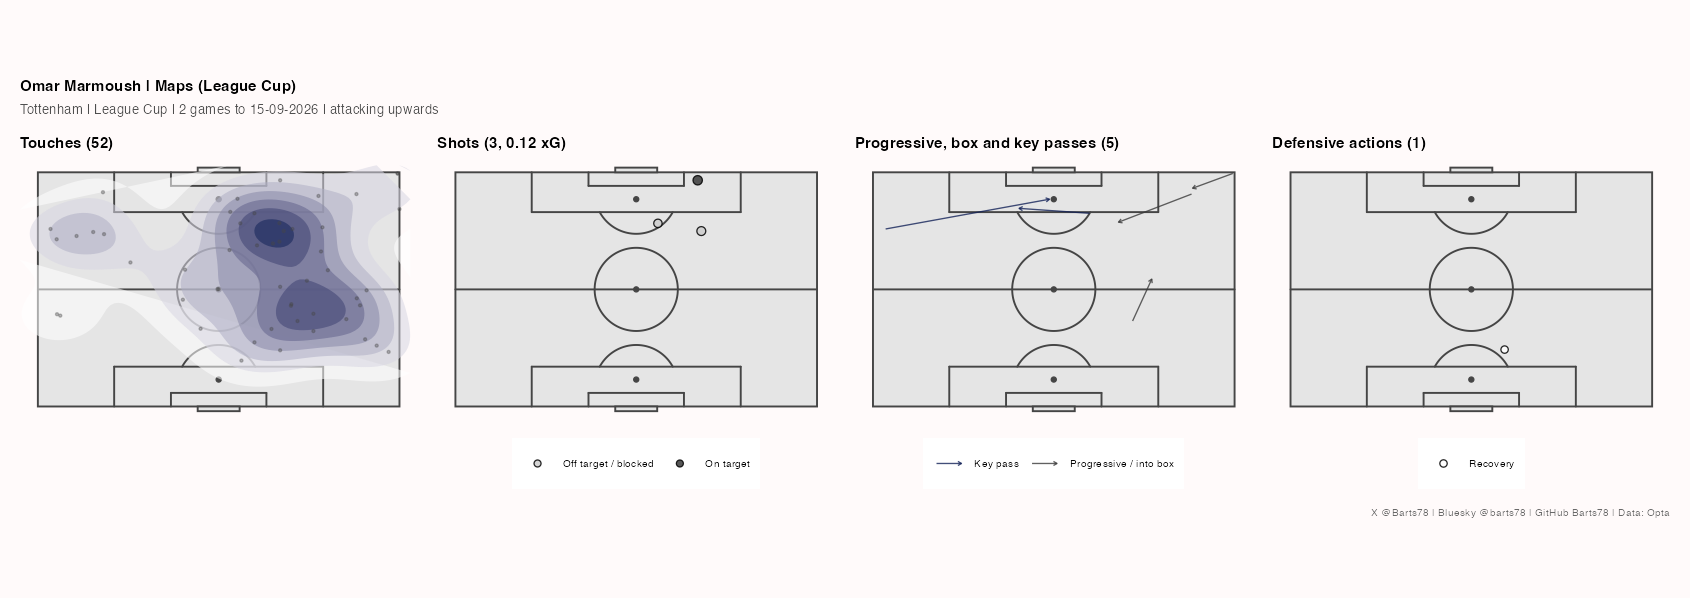 Omar Marmoush | Maps (League Cup)
Tottenham | League Cup | 2 games to 15-09-2026 | attacking upwards
Touches (52)
Shots (3, 0.12 xG)
Progressive, box and key passes (5)
Defensive actions (1)
Off target / blocked
On target
Key pass
Progressive / into box
Recovery
X @Barts78 | Bluesky @barts78 | GitHub Barts78 | Data: Opta